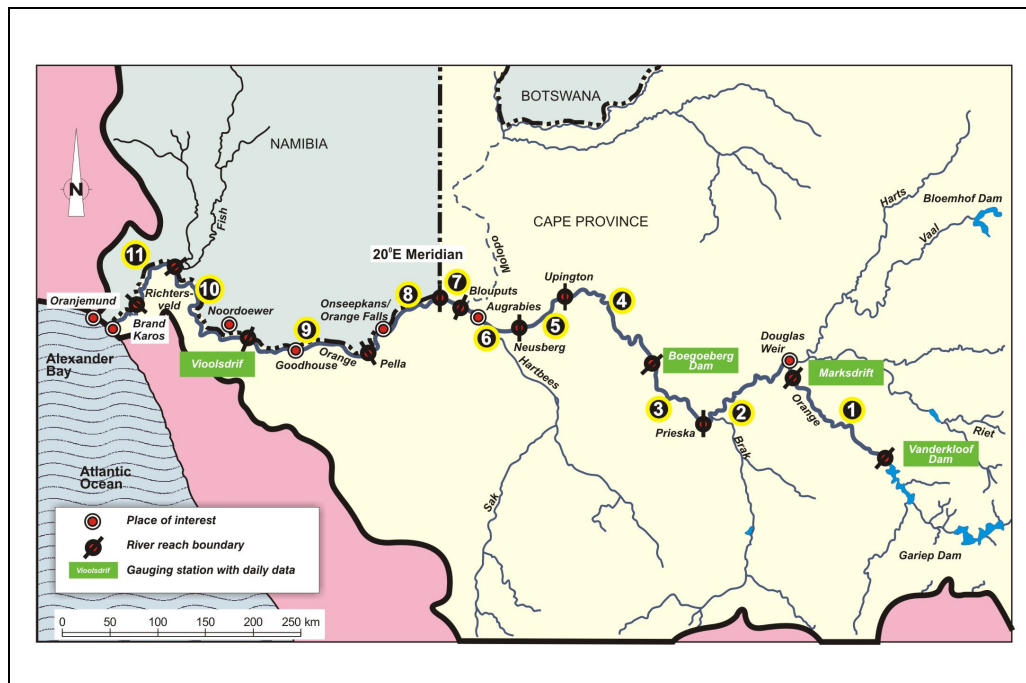 BOTSWANA
NAMIBIA
Fish
Harts
Bloemhof Dam
Vaal
CAPE PROVINCE
Molopo
20°E Meridian
11
10
Oranjemund
Richters-
veld
Brand
Karos
Noordoewer
Vioolsdrif
9
Goodhouse
Orange
Onseepkans/
Orange Falls
Pella
8
7
Blouputs
Augrabies
6
Neusberg
5
Upington
4
Boegoeberg
Dam
3
Prieska
2
Douglas
Weir
Marksdrift
Orange
1
Riet
Vanderkloof
Dam
Gariep Dam
Brak
Hartbees
Sak
Alexander
Bay
Atlantic
Ocean
N
Place of interest
River reach boundary
Vioolsdrif
Gauging station with daily data
0 50 100 150 200 250 km